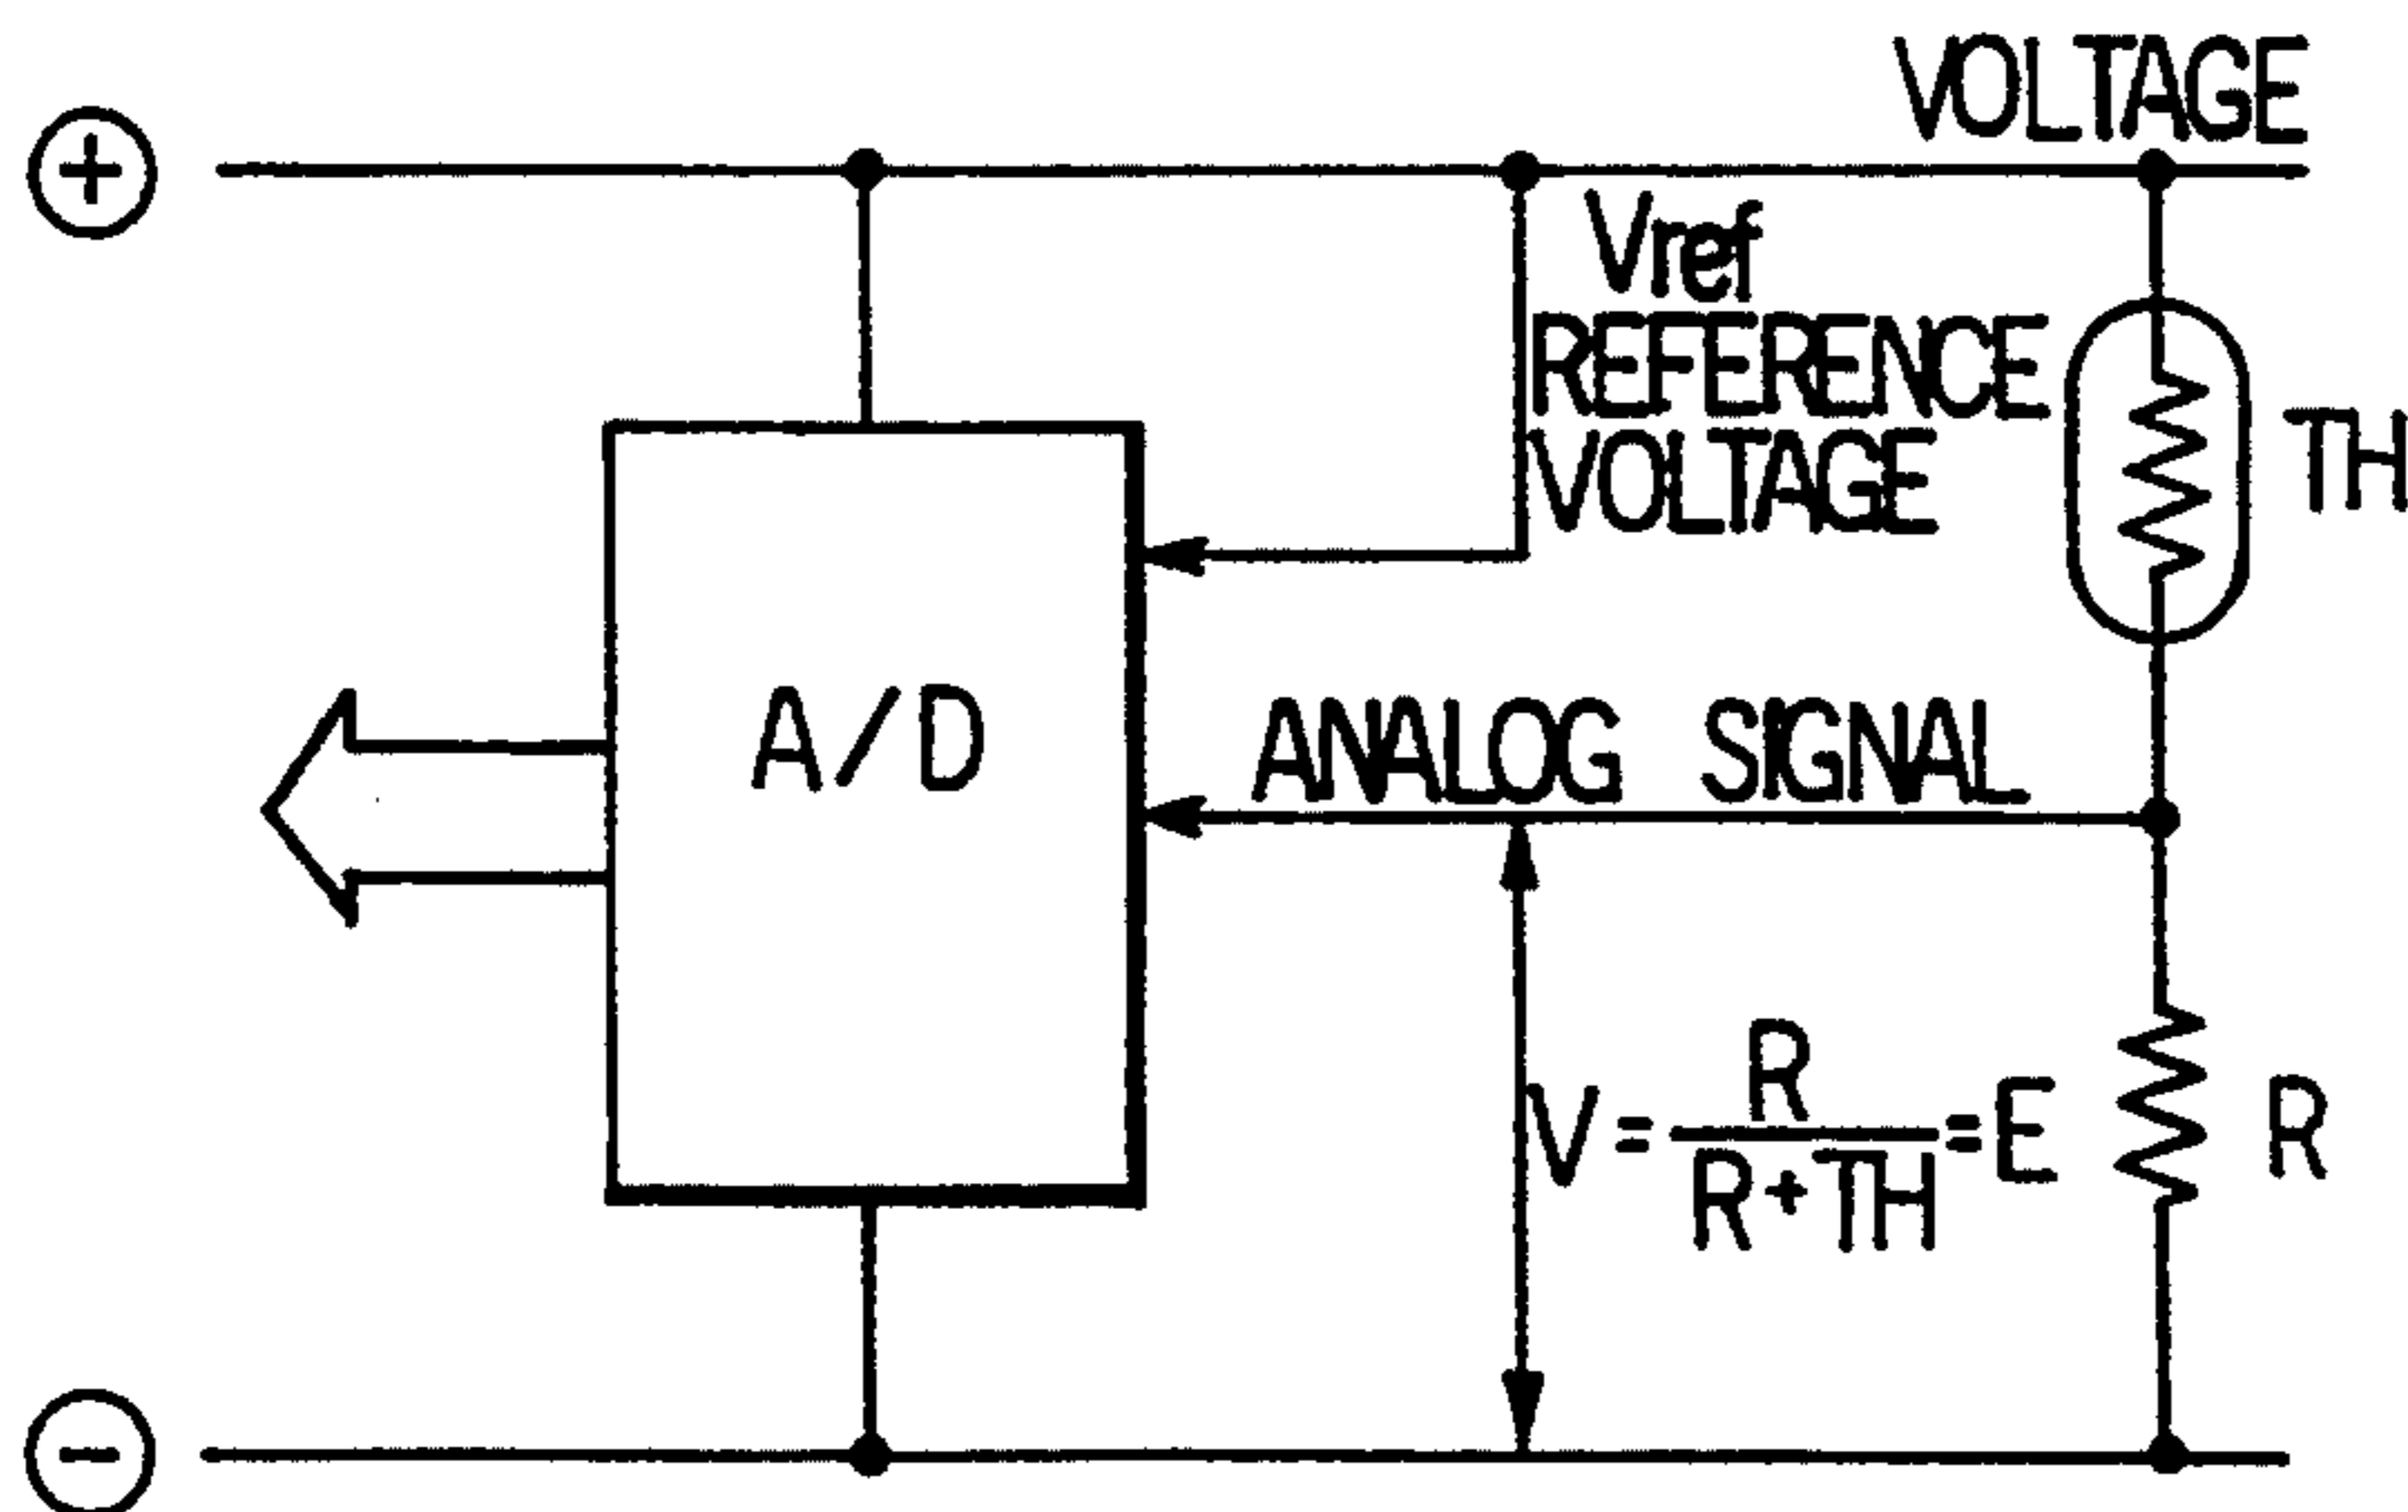 VOLTAGE
+
Vref
REFERENCE
VOLTAGE
TH
A/D
ANALOG SIGNAL
V = R / R + TH = E
R
-